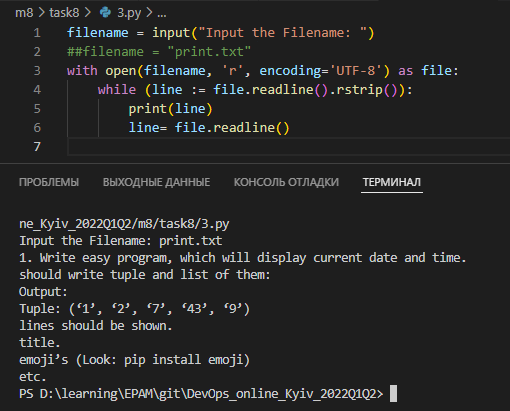 m8 > task8 > 3.py > ...
1 filename = input("Input the Filename: ")
2 ##filename = "print.txt"
3 with open(filename, 'r', encoding='UTF-8') as file:
4 while (line := file.readline().rstrip()):
5 print(line)
6 line= file.readline()
7
ПРОБЛЕМЫ ВЫХОДНЫЕ ДАННЫЕ КОНСОЛЬ ОТЛАДКИ ТЕРМИНАЛ
ne_Kyiv_2022Q1Q2/m8/task8/3.py
Input the Filename: print.txt
1. Write easy program, which will display current date and time.
should write tuple and list of them:
Output:
Tuple: (‘1’, ‘2’, ‘7’, ‘43’, ‘9’)
lines should be shown.
title.
emoji’s (Look: pip install emoji)
etc.
PS D:\learning\EPAM\git\DevOps_online_Kyiv_2022Q1Q2>